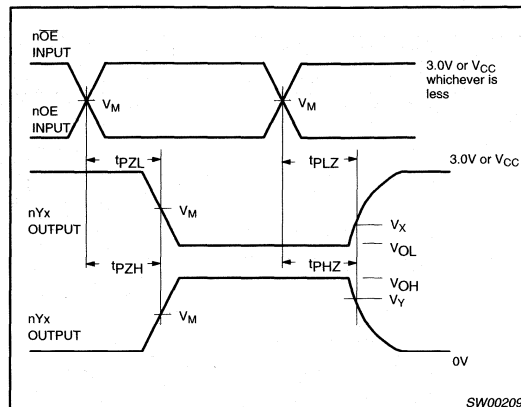 nO̅E̅
INPUT
3.0V or VCC
whichever is
less
VM
VM
nOE
INPUT
tPZL
tPLZ
3.0V or VCC
nYx
OUTPUT
VM
VX
VOL
tPZH
tPHZ
VOH
VY
nYx
OUTPUT
VM
0V
SW00209